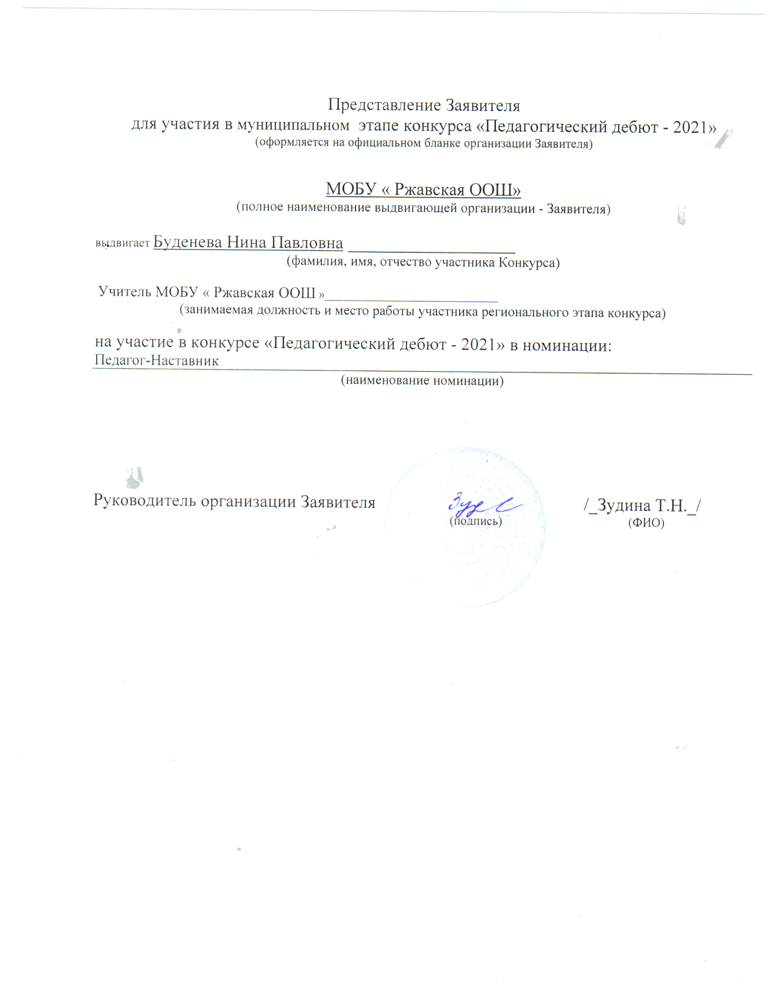 Представление Заявителя
для участия в муниципальном этапе конкурса «Педагогический дебют - 2021»
(оформляется на официальном бланке организации Заявителя)
МОБУ « Ржавская ООШ»
(полное наименование выдвигающей организации - Заявителя)
выдвигает Буденева Нина Павловна ______________________
(фамилия, имя, отчество участника Конкурса)
Учитель МОБУ « Ржавская ООШ »_______________________
(занимаемая должность и место работы участника регионального этапа конкурса)
на участие в конкурсе «Педагогический дебют - 2021» в номинации:
Педагог-Наставник
(наименование номинации)
Руководитель организации Заявителя /_Зудина Т.Н._/
(подпись) (ФИО)